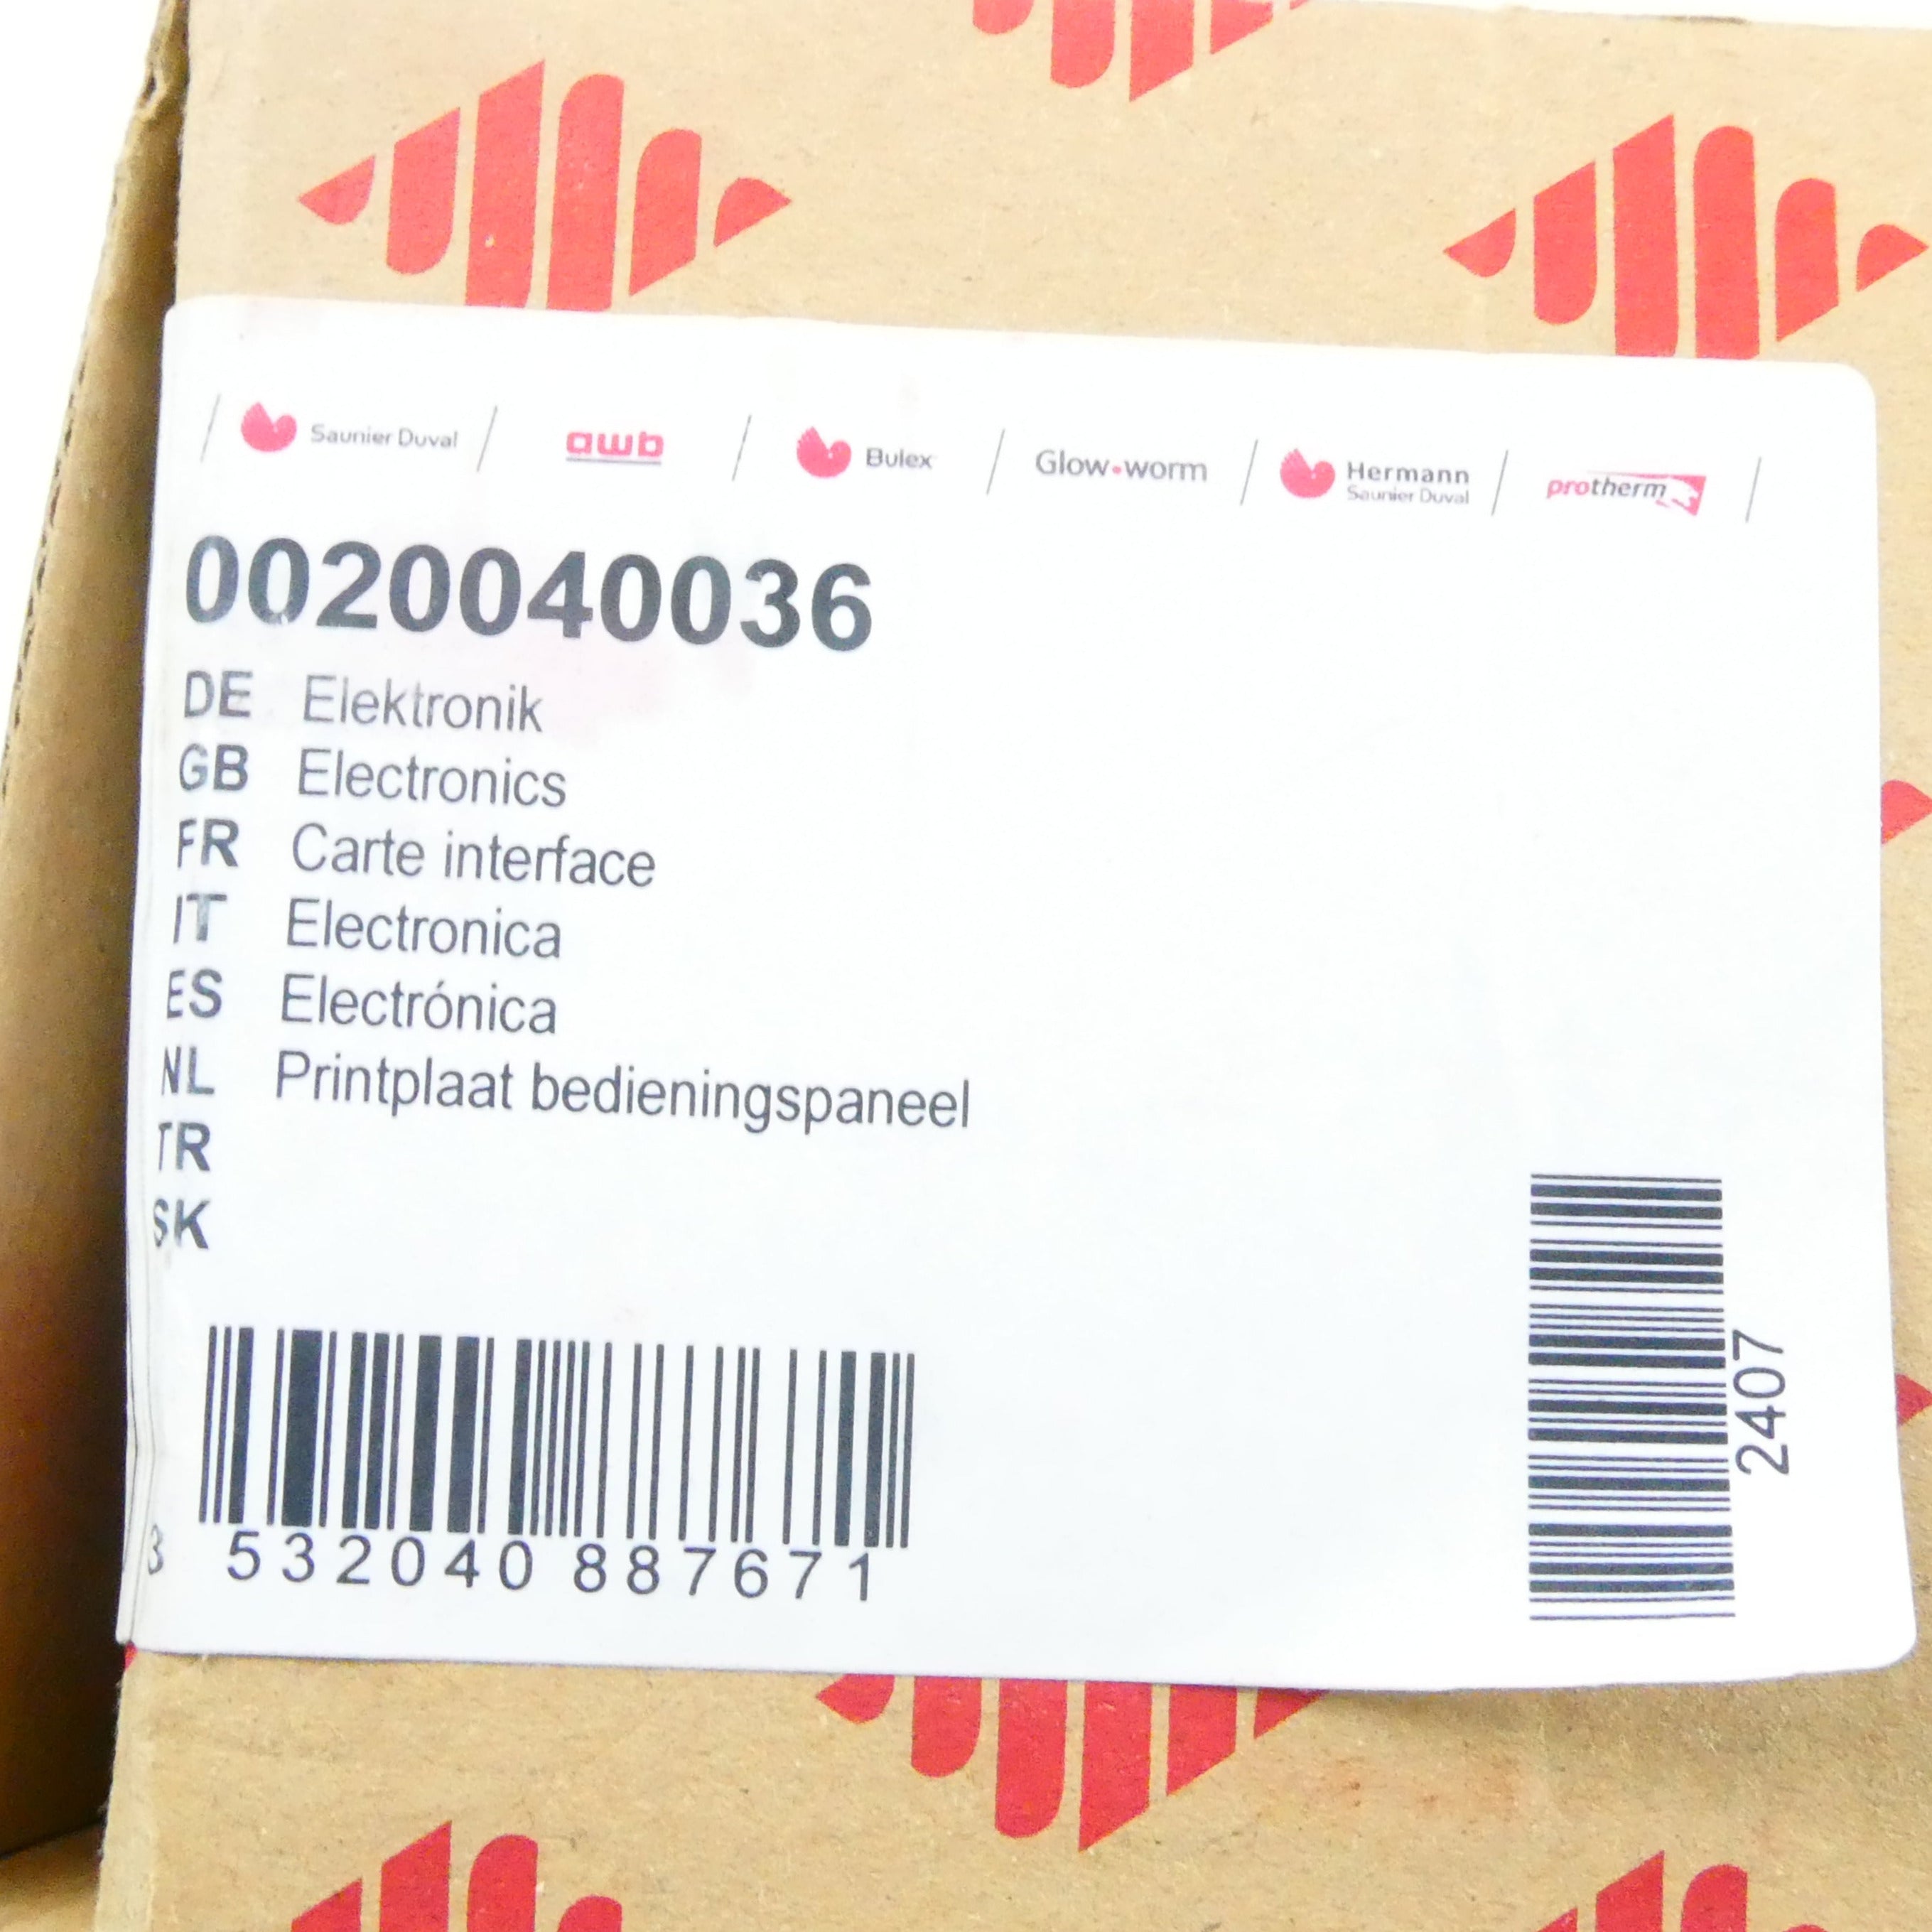 Saunier Duval awb Bulex Glow-worm Hermann Saunier Duval protherm
0020040036
DE Elektronik
GB Electronics
FR Carte interface
IT Electronica
ES Electrónica
NL Printplaat bedieningspaneel
TR
SK
3 532040 887671
2407